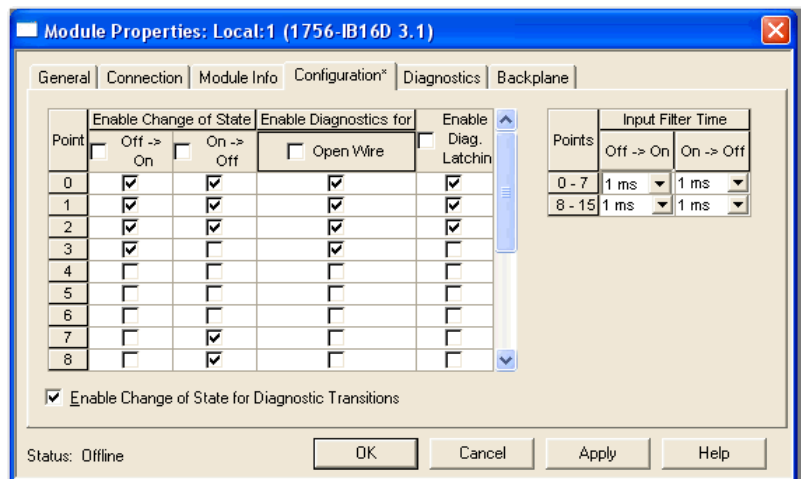 Module Properties: Local:1 (1756-IB16D 3.1)
General Connection Module Info Configuration* Diagnostics Backplane
Enable Change of State Enable Diagnostics for Enable Diag. Latchin
Point Off -> On On -> Off Open Wire
0
1
2
3
4
5
6
7
8
Input Filter Time
Points Off -> On On -> Off
0 - 7 1 ms 1 ms
8 - 15 1 ms 1 ms
Enable Change of State for Diagnostic Transitions
Status: Offline OK Cancel Apply Help